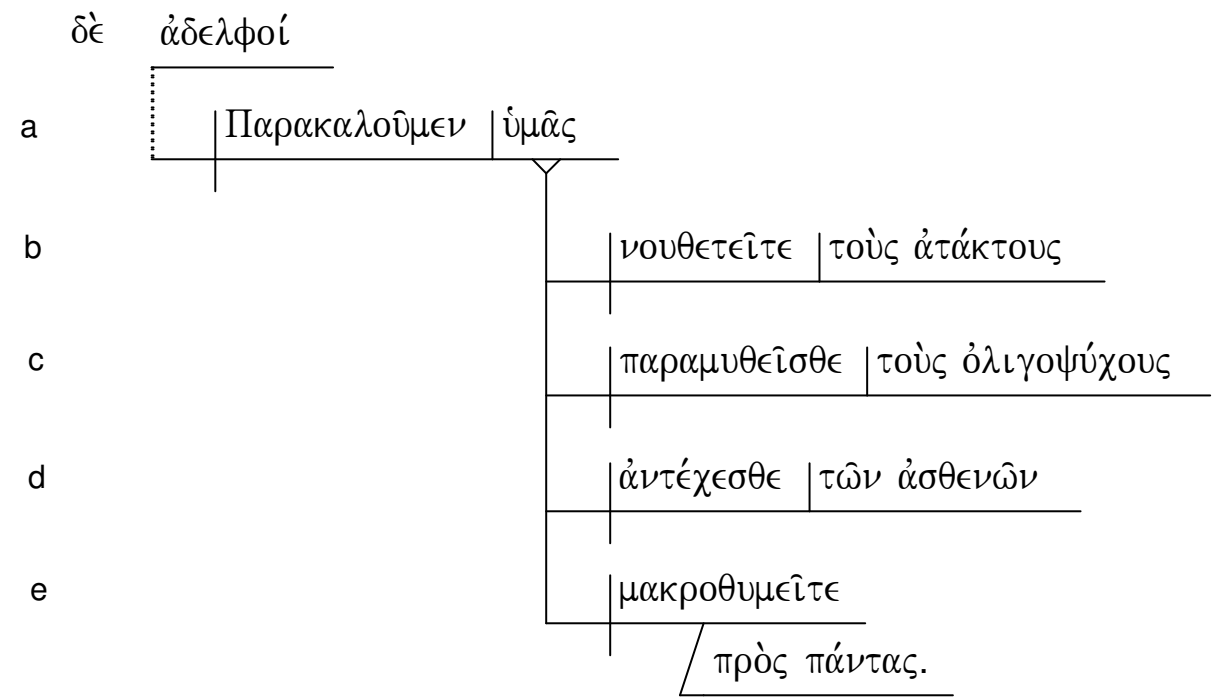 δὲ ἀδελφοί
a Παρακαλοῦμεν ὑμᾶς
b νουθετεῖτε τοὺς ἀτάκτους
c παραμυθεῖσθε τοὺς ὀλιγοψύχους
d ἀντέχεσθε τῶν ἀσθενῶν
e μακροθυμεῖτε
πρὸς πάντας.